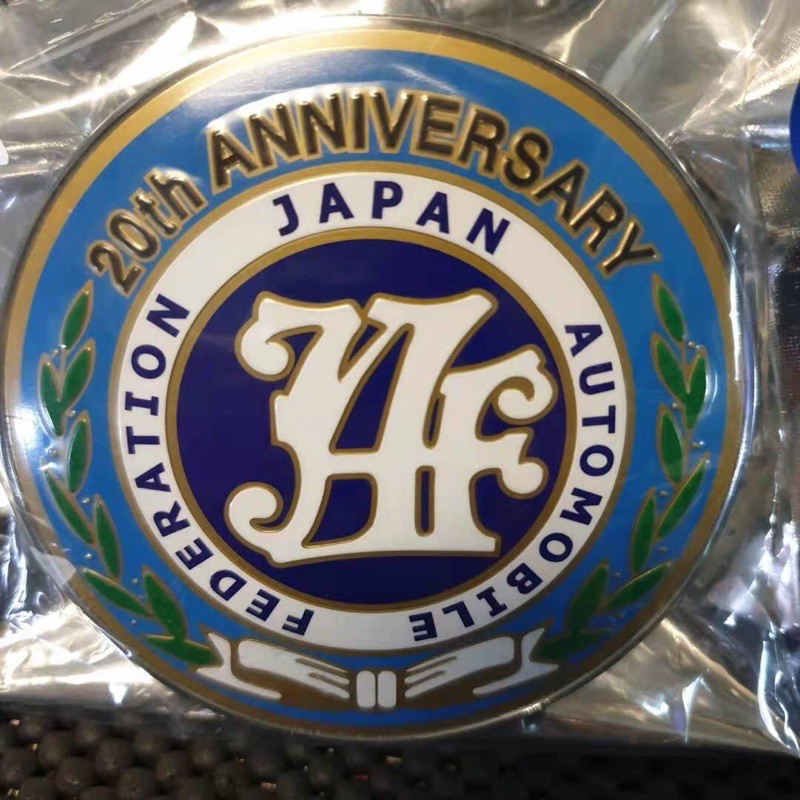 20th ANNIVERSARY
JAPAN AUTOMOBILE FEDERATION
JAF